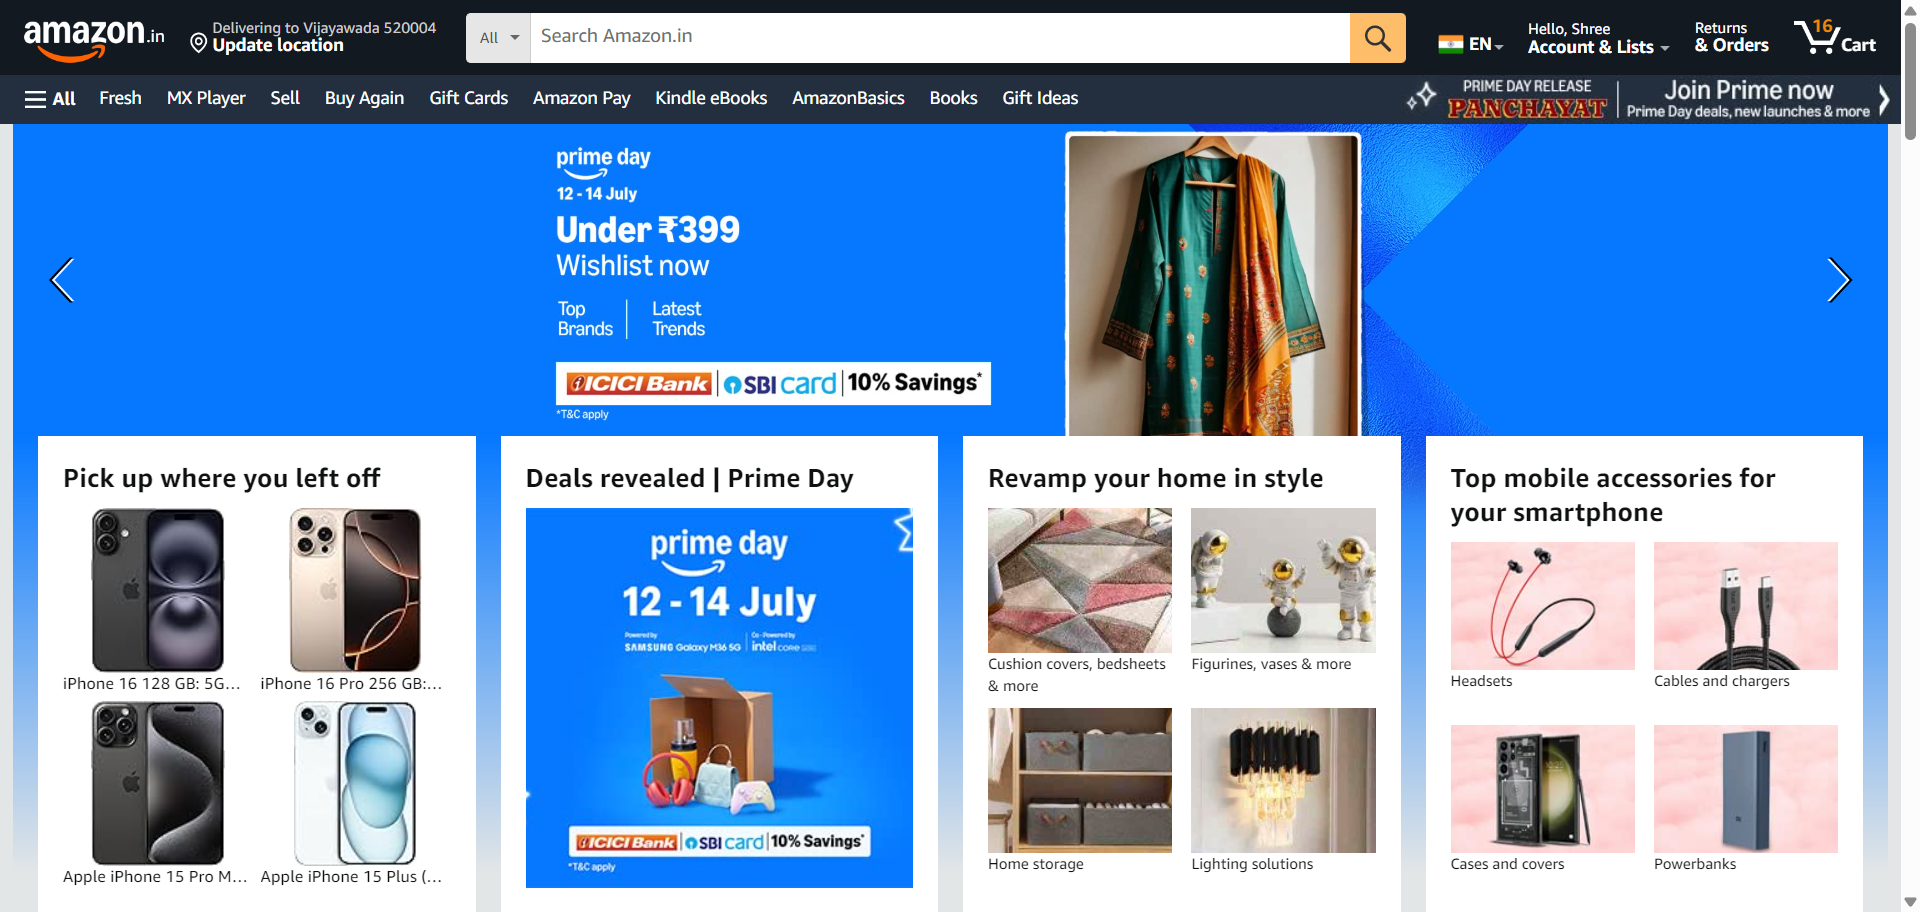 amazon.in
Delivering to Vijayawada 520004
Update location
All
Search Amazon.in
EN
Hello, Shree
Account & Lists
Returns
& Orders
16
Cart
All
Fresh
MX Player
Sell
Buy Again
Gift Cards
Amazon Pay
Kindle eBooks
AmazonBasics
Books
Gift Ideas
PRIME DAY RELEASE
PANCHAYAT
Join Prime now
Prime Day deals, new launches & more
prime day
12 - 14 July
Under ₹399
Wishlist now
Top
Brands
Latest
Trends
ICICI Bank
SBI card
10% Savings*
*T&C apply
Pick up where you left off
iPhone 16 128 GB: 5G...
iPhone 16 Pro 256 GB:...
Apple iPhone 15 Pro M...
Apple iPhone 15 Plus (...
Deals revealed | Prime Day
prime day
12 - 14 July
Powered by
SAMSUNG Galaxy M36 5G
Co-Powered by
intel CORE
ICICI Bank
SBI card
10% Savings*
*T&C apply
Revamp your home in style
Cushion covers, bedsheets
& more
Figurines, vases & more
Home storage
Lighting solutions
Top mobile accessories for
your smartphone
Headsets
Cables and chargers
Cases and covers
Powerbanks